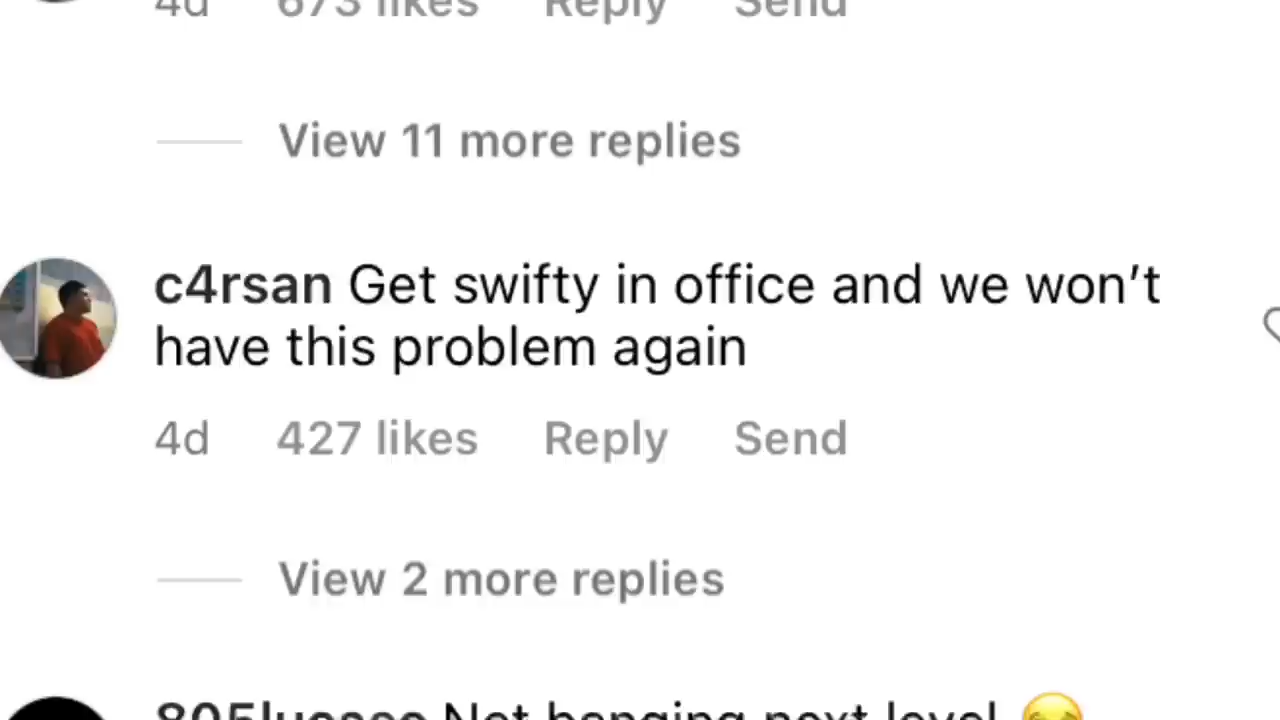 4d 673 likes Reply Send
View 11 more replies
c4rsan Get swifty in office and we won't
have this problem again
4d 427 likes Reply Send
View 2 more replies
Not banging next level 😂